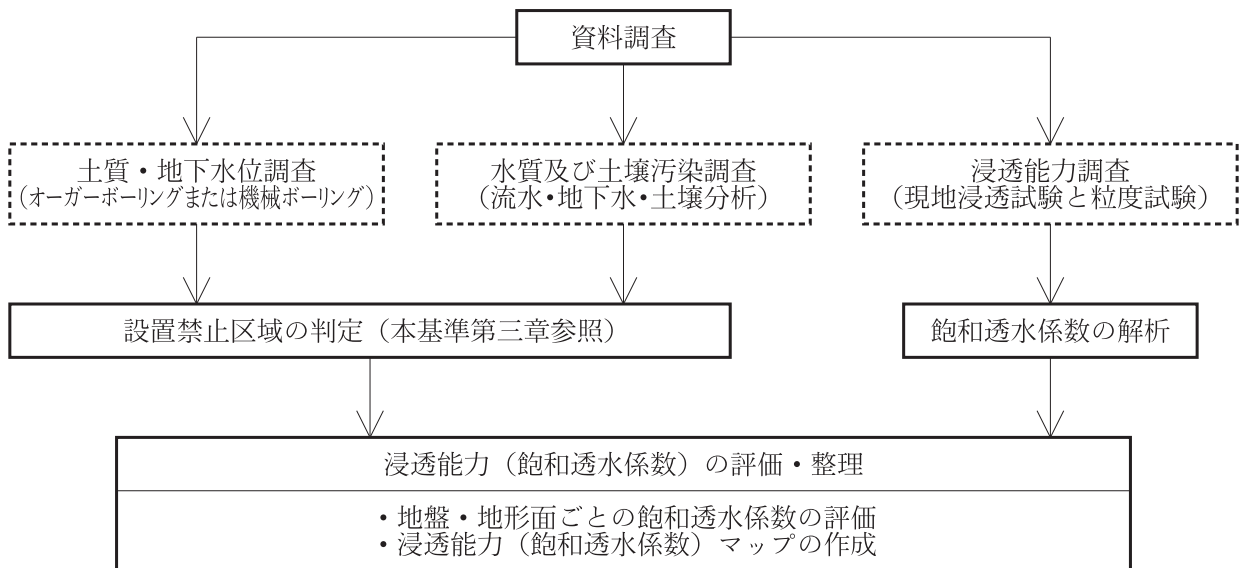 資料調査
土質・地下水位調査
（オーガーボーリングまたは機械ボーリング）
水質及び土壌汚染調査
（流水・地下水・土壌分析）
浸透能力調査
（現地浸透試験と粒度試験）
設置禁止区域の判定（本基準第三章参照）
飽和透水係数の解析
浸透能力（飽和透水係数）の評価・整理
・地盤・地形面ごとの飽和透水係数の評価
・浸透能力（飽和透水係数）マップの作成